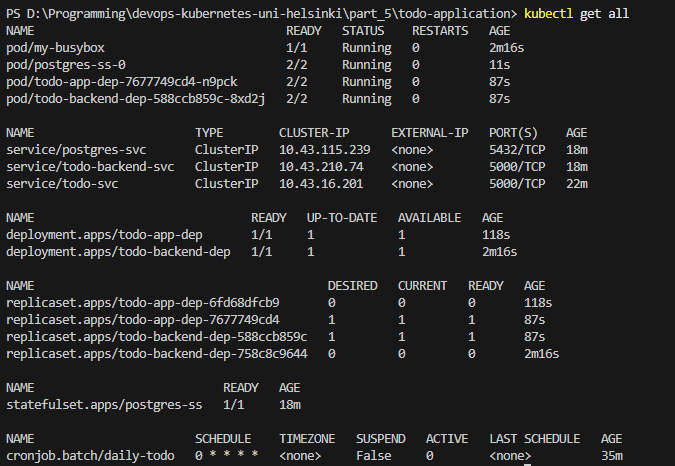 PS D:\Programming\devops-kubernetes-uni-helsinki\part_5\todo-application> kubectl get all
NAME READY STATUS RESTARTS AGE
pod/my-busybox 1/1 Running 0 2m16s
pod/postgres-ss-0 2/2 Running 0 11s
pod/todo-app-dep-7677749cd4-n9pck 2/2 Running 0 87s
pod/todo-backend-dep-588ccb859c-8xd2j 2/2 Running 0 87s
NAME TYPE CLUSTER-IP EXTERNAL-IP PORT(S) AGE
service/postgres-svc ClusterIP 10.43.115.239 <none> 5432/TCP 18m
service/todo-backend-svc ClusterIP 10.43.210.74 <none> 5000/TCP 18m
service/todo-svc ClusterIP 10.43.16.201 <none> 5000/TCP 22m
NAME READY UP-TO-DATE AVAILABLE AGE
deployment.apps/todo-app-dep 1/1 1 1 118s
deployment.apps/todo-backend-dep 1/1 1 1 2m16s
NAME DESIRED CURRENT READY AGE
replicaset.apps/todo-app-dep-6fd68dfcb9 0 0 0 118s
replicaset.apps/todo-app-dep-7677749cd4 1 1 1 87s
replicaset.apps/todo-backend-dep-588ccb859c 1 1 1 87s
replicaset.apps/todo-backend-dep-758c8c9644 0 0 0 2m16s
NAME READY AGE
statefulset.apps/postgres-ss 1/1 18m
NAME SCHEDULE TIMEZONE SUSPEND ACTIVE LAST SCHEDULE AGE
cronjob.batch/daily-todo 0 * * * * <none> False 0 <none> 35m